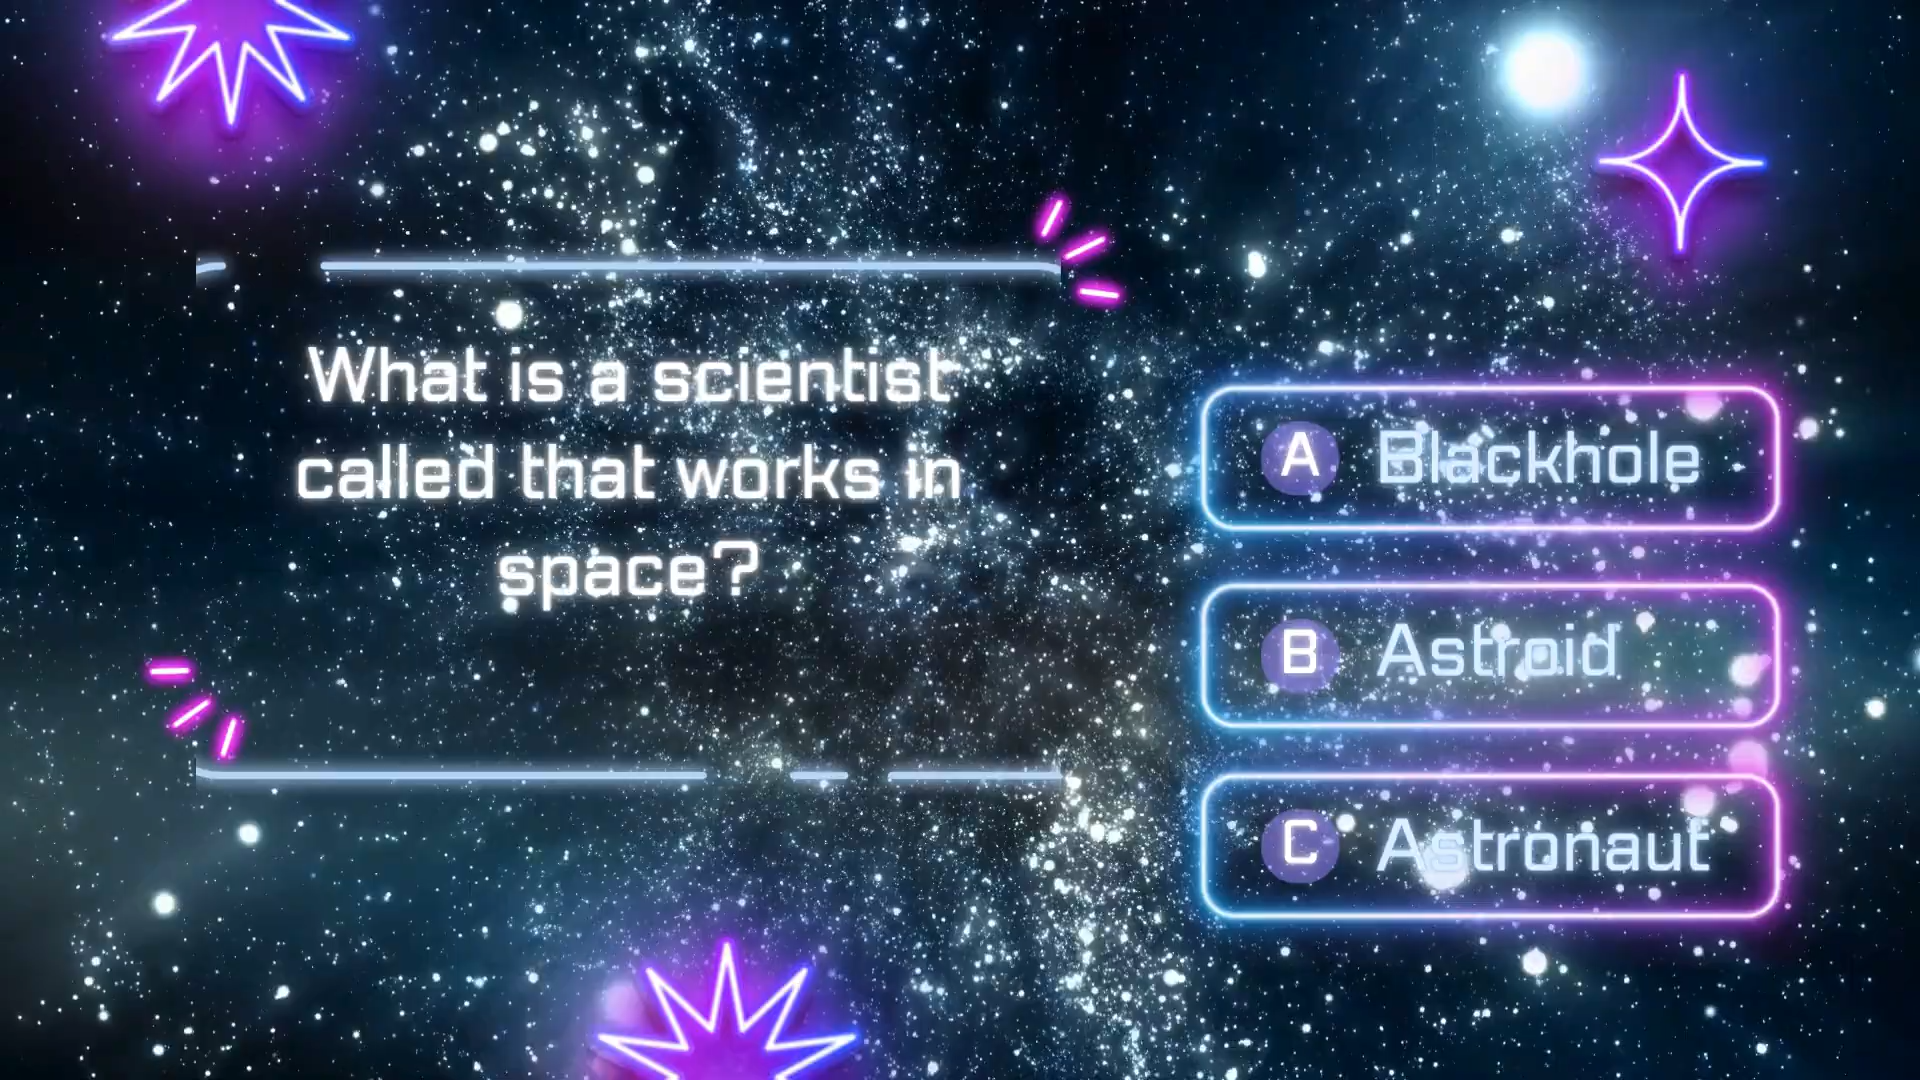 What is a scientist
called that works in
space?
A Blackhole
B Astroid
C Astronaut